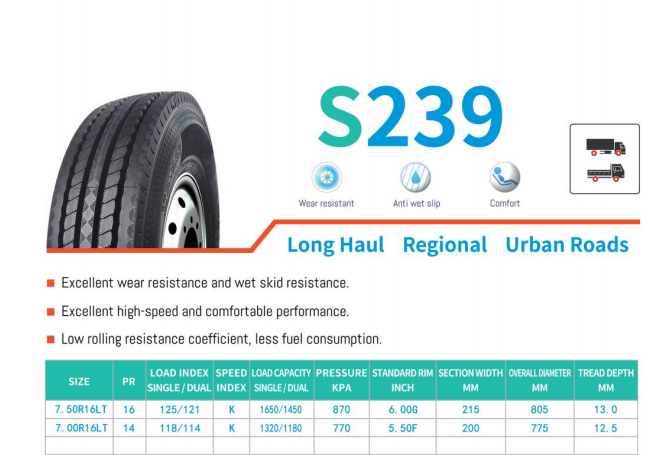 S239
Wear resistant Anti wet slip Comfort
Long Haul Regional Urban Roads
Excellent wear resistance and wet skid resistance.
Excellent high-speed and comfortable performance.
Low rolling resistance coefficient, less fuel consumption.
SIZE PR LOAD INDEX SINGLE / DUAL SPEED INDEX LOAD CAPACITY SINGLE / DUAL PRESSURE KPA STANDARD RIM INCH SECTION WIDTH MM OVERALL DIAMETER MM TREAD DEPTH MM
7.50R16LT 16 125/121 K 1650/1450 870 6.00G 215 805 13.0
7.00R16LT 14 118/114 K 1320/1180 770 5.50F 200 775 12.5